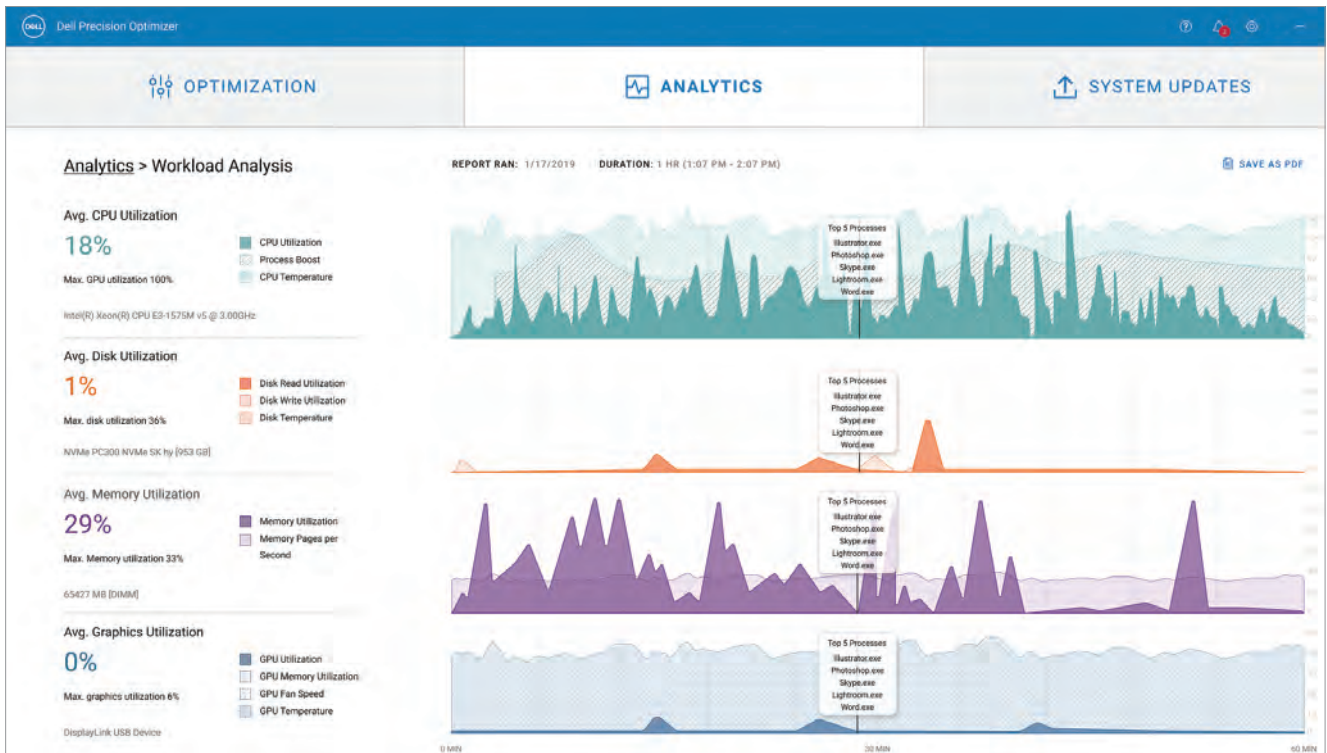 DELL Dell Precision Optimizer
2
OPTIMIZATION
ANALYTICS
SYSTEM UPDATES
Analytics > Workload Analysis
REPORT RAN: 1/17/2019 DURATION: 1 HR (1:07 PM - 2:07 PM)
SAVE AS PDF
Avg. CPU Utilization
18%
Max. GPU utilization 100%
CPU Utilization
Process Boost
CPU Temperature
Intel(R) Xeon(R) CPU E3-1575M v5 @ 3.00GHz
Top 5 Processes
Illustrator.exe
Photoshop.exe
Skype.exe
Lightroom.exe
Word.exe
Avg. Disk Utilization
1%
Max. disk utilization 36%
Disk Read Utilization
Disk Write Utilization
Disk Temperature
NVMe PC300 NVMe SK hy [953 GB]
Top 5 Processes
Illustrator.exe
Photoshop.exe
Skype.exe
Lightroom.exe
Word.exe
Avg. Memory Utilization
29%
Max. Memory utilization 33%
Memory Utilization
Memory Pages per
Second
65427 MB [DIMM]
Top 5 Processes
Illustrator.exe
Photoshop.exe
Skype.exe
Lightroom.exe
Word.exe
Avg. Graphics Utilization
0%
Max. graphics utilization 6%
GPU Utilization
GPU Memory Utilization
GPU Fan Speed
GPU Temperature
DisplayLink USB Device
Top 5 Processes
Illustrator.exe
Photoshop.exe
Skype.exe
Lightroom.exe
Word.exe
0 MIN
30 MIN
60 MIN